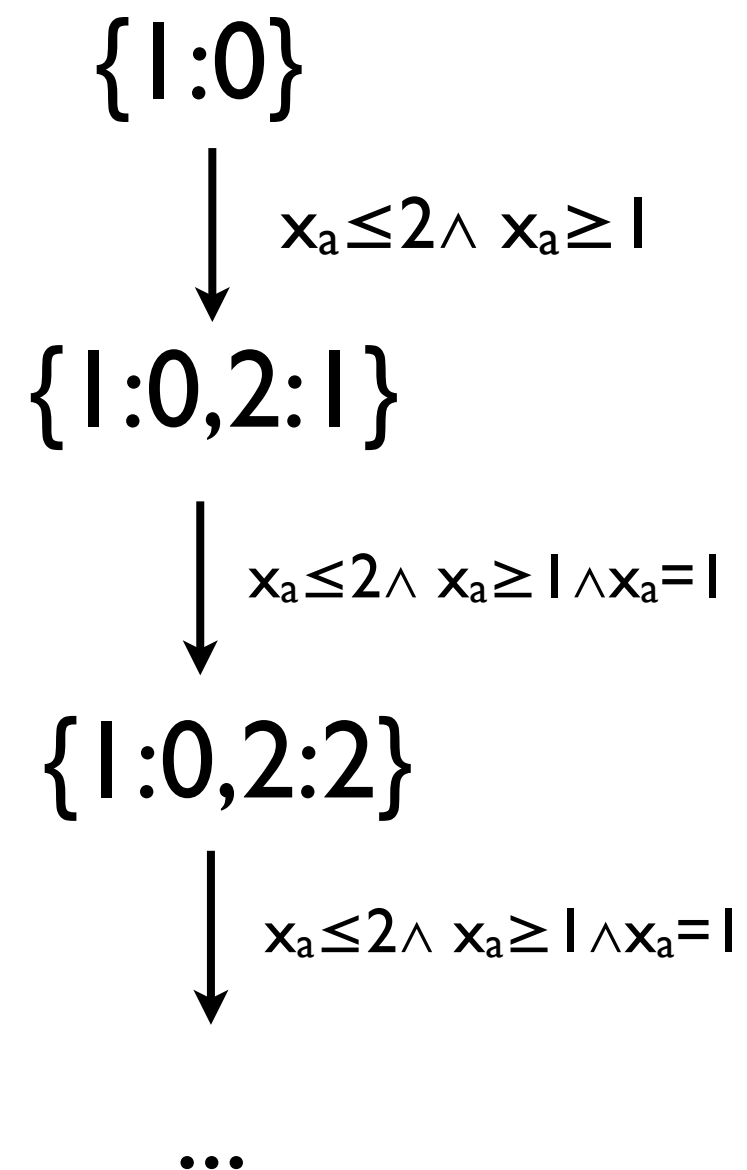 {1:0}
xₐ≤2∧ xₐ≥1
{1:0,2:1}
xₐ≤2∧ xₐ≥1∧xₐ=1
{1:0,2:2}
xₐ≤2∧ xₐ≥1∧xₐ=1
...